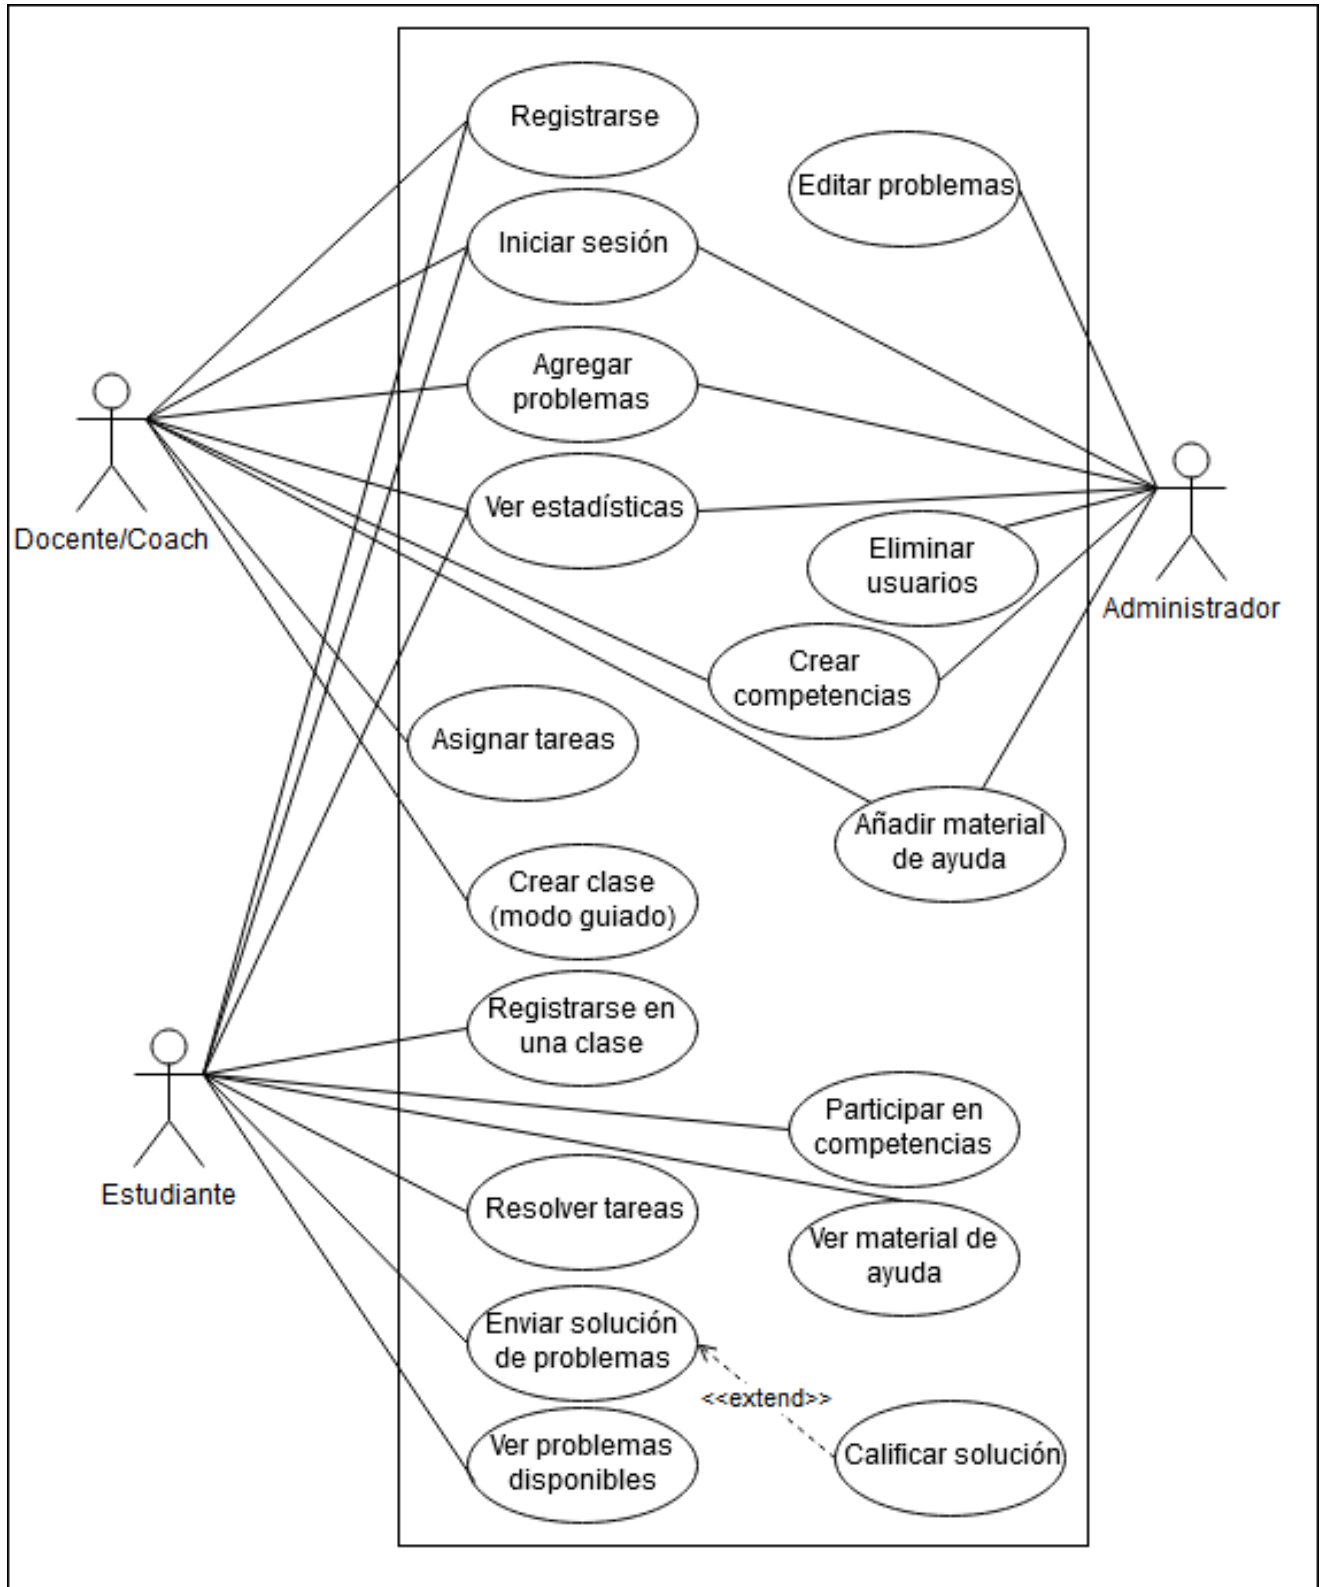 Registrarse
Editar problemas
Iniciar sesión
Agregar
problemas
Ver estadísticas
Docente/Coach
Eliminar
usuarios
Administrador
Crear
competencias
Asignar tareas
Añadir material
de ayuda
Crear clase
(modo guiado)
Registrarse en
una clase
Participar en
competencias
Estudiante
Resolver tareas
Ver material de
ayuda
Enviar solución
de problemas
<<extend>>
Calificar solución
Ver problemas
disponibles